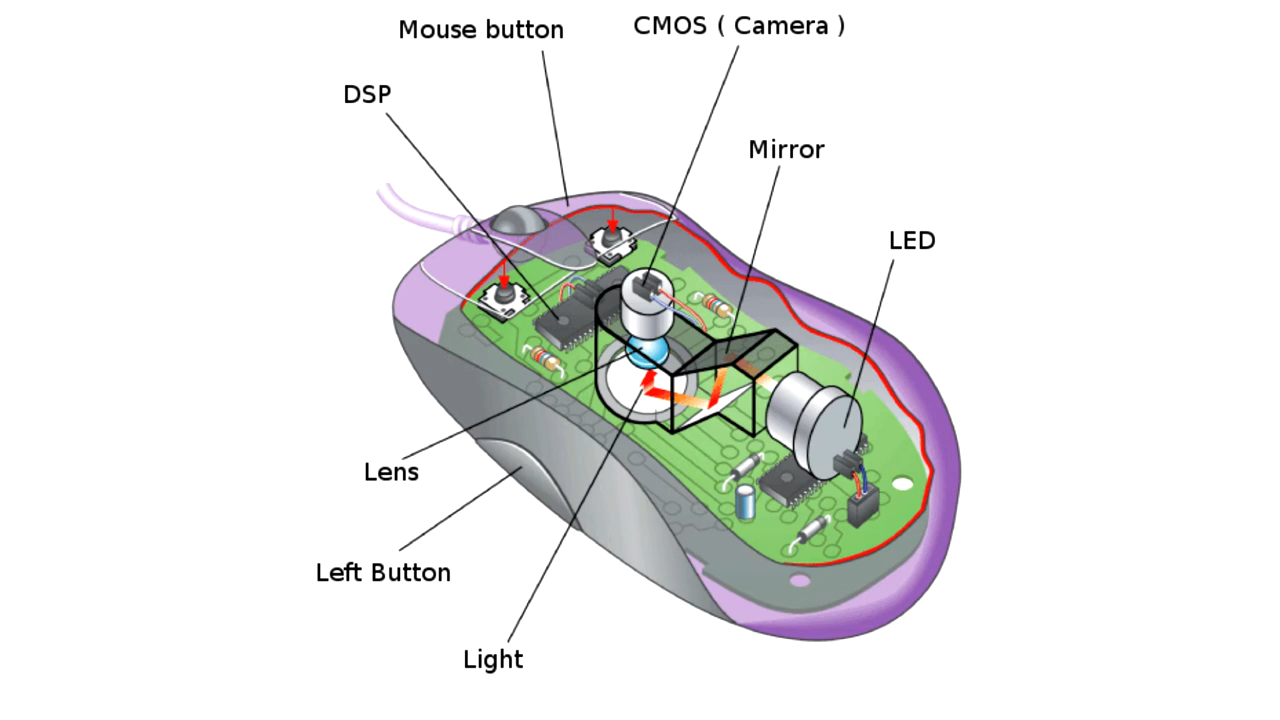 Mouse button
CMOS ( Camera )
DSP
Mirror
LED
Lens
Left Button
Light